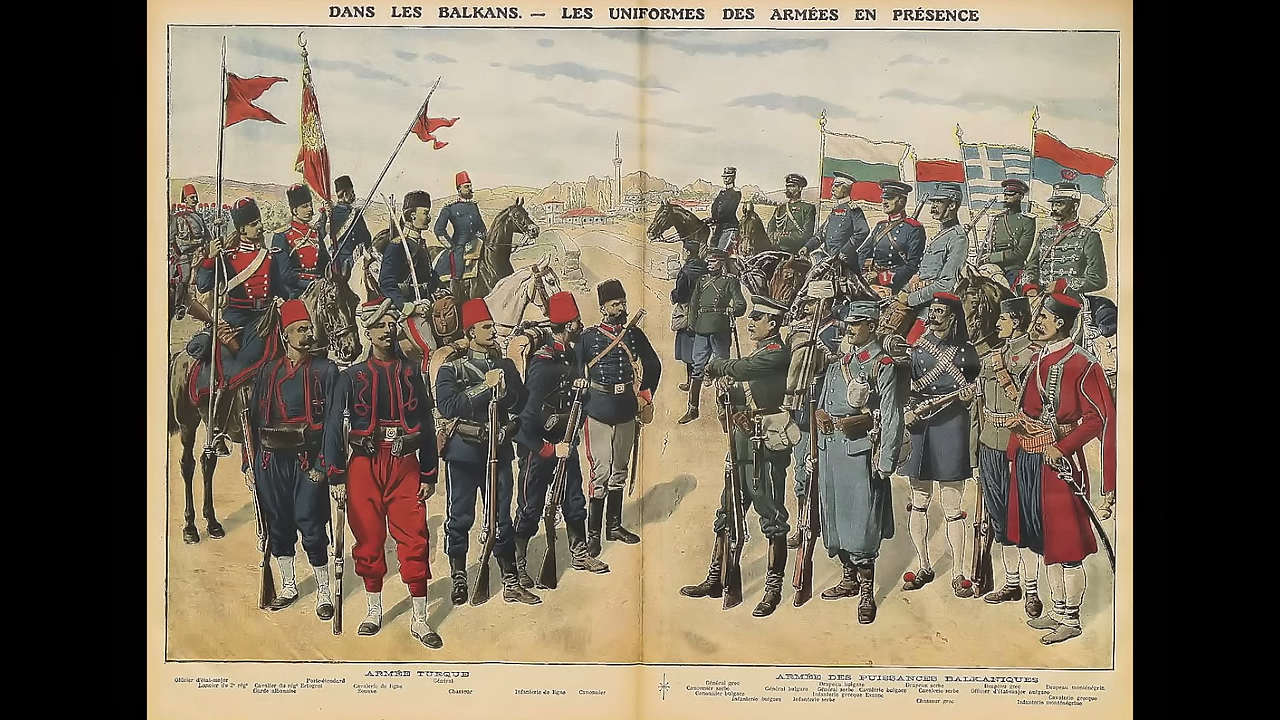 DANS LES BALKANS. — LES UNIFORMES DES ARMÉES EN PRÉSENCE
ARMÉE TURQUE
Officier d'état-major
Porte-étendard
Général
Lancier du 2e régt
Cavalier du régt Ertogrul
Cavalerie de ligne
Garde albanaise
Zouave
Chasseur
Infanterie de ligne
Canonnier
ARMÉE DES PUISSANCES BALKANIQUES
Général grec
Drapeau bulgare
Drapeau serbe
Drapeau grec
Drapeau monténégrin
Canonnier serbe
Général bulgare
Général serbe
Cavalerie bulgare
Cavalerie serbe
Officier d'état-major bulgare
Canonnier bulgare
Infanterie grecque Evzone
Cavalerie grecque
Infanterie bulgare
Infanterie serbe
Chasseur grec
Infanterie monténégrine